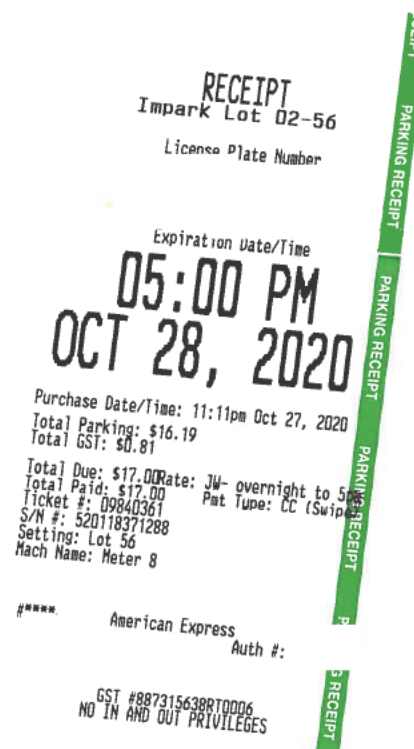 RECEIPT
Impark Lot 02-56
License Plate Number
Expiration Date/Time
05:00 PM
OCT 28, 2020
Purchase Date/Time: 11:11pm Oct 27, 2020
Total Parking: $16.19
Total GST: $0.81
Total Due: $17.00 Rate: JW- overnight to 5pm
Total Paid: $17.00 Pmt Type: CC (Swipe)
Ticket #: 09840361
S/N #: 520118371288
Setting: Lot 56
Mach Name: Meter 8
#****. American Express
Auth #:
GST #887315638RT0006
NO IN AND OUT PRIVILEGES
PARKING RECEIPT
PARKING RECEIPT
PARKING RECEIPT